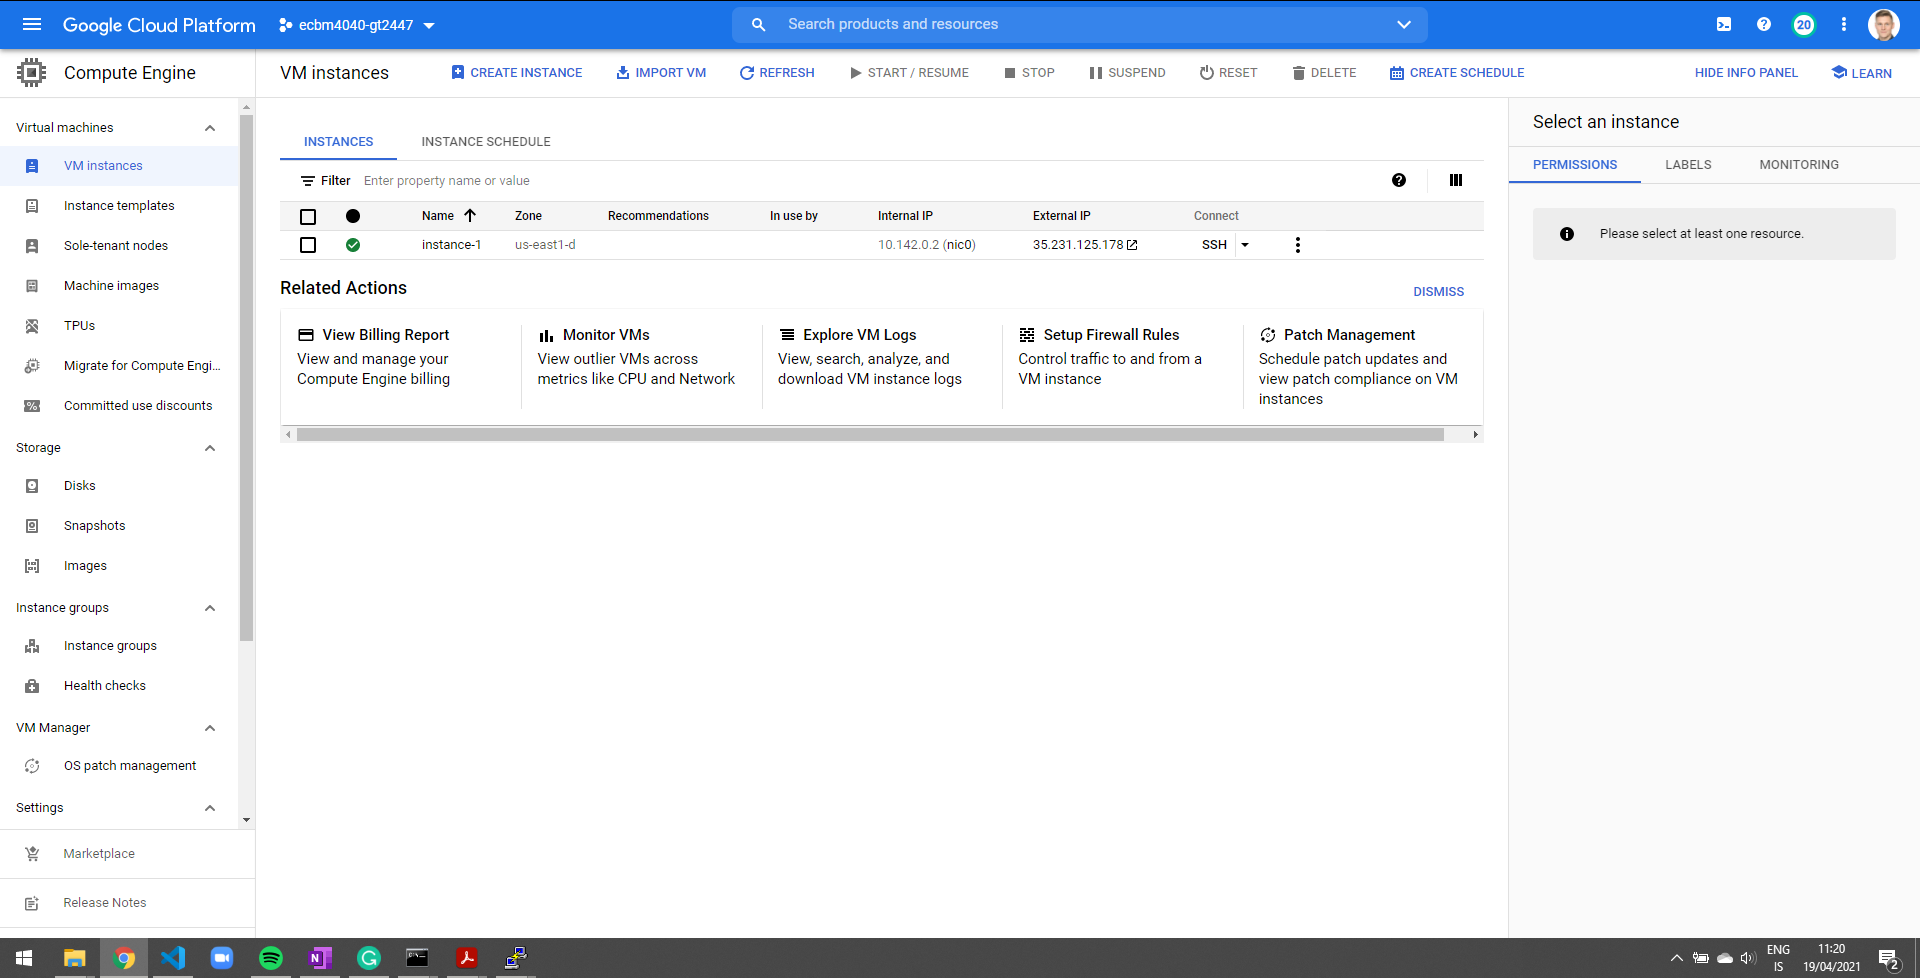 Google Cloud Platform
ecbm4040-gt2447
Search products and resources
20
Compute Engine
VM instances
CREATE INSTANCE
IMPORT VM
REFRESH
START / RESUME
STOP
SUSPEND
RESET
DELETE
CREATE SCHEDULE
HIDE INFO PANEL
LEARN
Virtual machines
VM instances
Instance templates
Sole-tenant nodes
Machine images
TPUs
Migrate for Compute Engi...
Committed use discounts
Storage
Disks
Snapshots
Images
Instance groups
Instance groups
Health checks
VM Manager
OS patch management
Settings
Marketplace
Release Notes
INSTANCES
INSTANCE SCHEDULE
Filter
Enter property name or value
Name
Zone
Recommendations
In use by
Internal IP
External IP
Connect
instance-1
us-east1-d
10.142.0.2 (nic0)
35.231.125.178
SSH
Related Actions
DISMISS
View Billing Report
View and manage your
Compute Engine billing
Monitor VMs
View outlier VMs across
metrics like CPU and Network
Explore VM Logs
View, search, analyze, and
download VM instance logs
Setup Firewall Rules
Control traffic to and from a
VM instance
Patch Management
Schedule patch updates and
view patch compliance on VM
instances
Select an instance
PERMISSIONS
LABELS
MONITORING
Please select at least one resource.
ENG
IS
11:20
19/04/2021
2